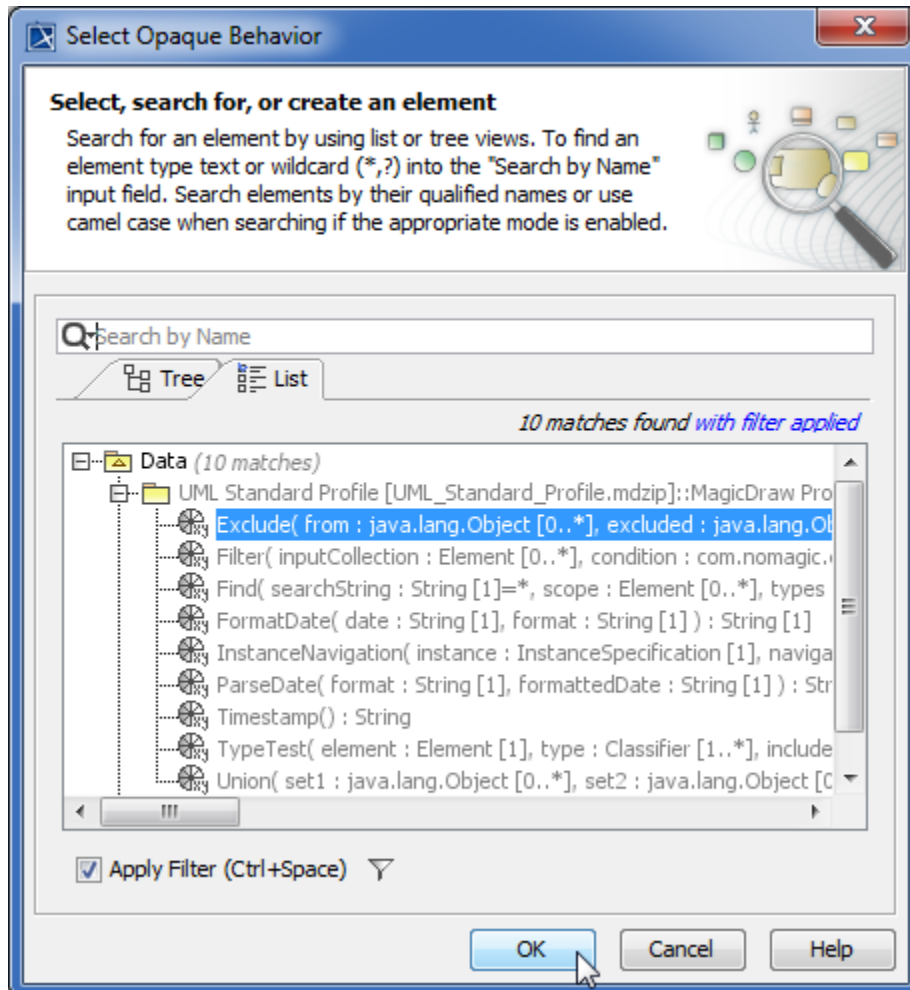 Select Opaque Behavior
Select, search for, or create an element
Search for an element by using list or tree views. To find an
element type text or wildcard (*,?) into the "Search by Name"
input field. Search elements by their qualified names or use
camel case when searching if the appropriate mode is enabled.
Search by Name
Tree List
10 matches found with filter applied
Data (10 matches)
UML Standard Profile [UML_Standard_Profile.mdzip]::MagicDraw Pro
Exclude( from : java.lang.Object [0..*], excluded : java.lang.Ob
Filter( inputCollection : Element [0..*], condition : com.nomagic.
Find( searchString : String [1]=*, scope : Element [0..*], types
FormatDate( date : String [1], format : String [1] ) : String [1]
InstanceNavigation( instance : InstanceSpecification [1], naviga
ParseDate( format : String [1], formattedDate : String [1] ) : Str
Timestamp() : String
TypeTest( element : Element [1], type : Classifier [1..*], include
Union( set1 : java.lang.Object [0..*], set2 : java.lang.Object [0
Apply Filter (Ctrl+Space)
OK Cancel Help